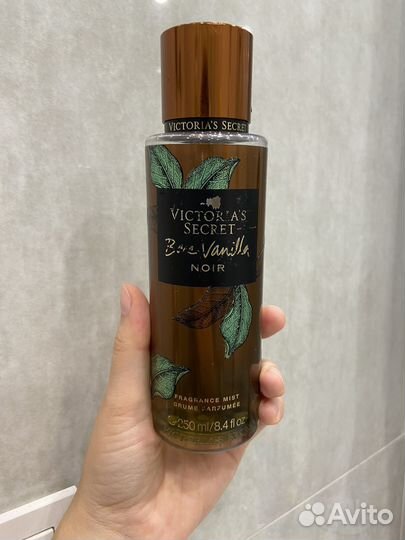 VICTORIA'S SECRET
VICTORIA'S
SECRET
Bare Vanilla
NOIR
FRAGRANCE MIST
BRUME PARFUMÉE
250 ml/8.4 fl oz
Avito